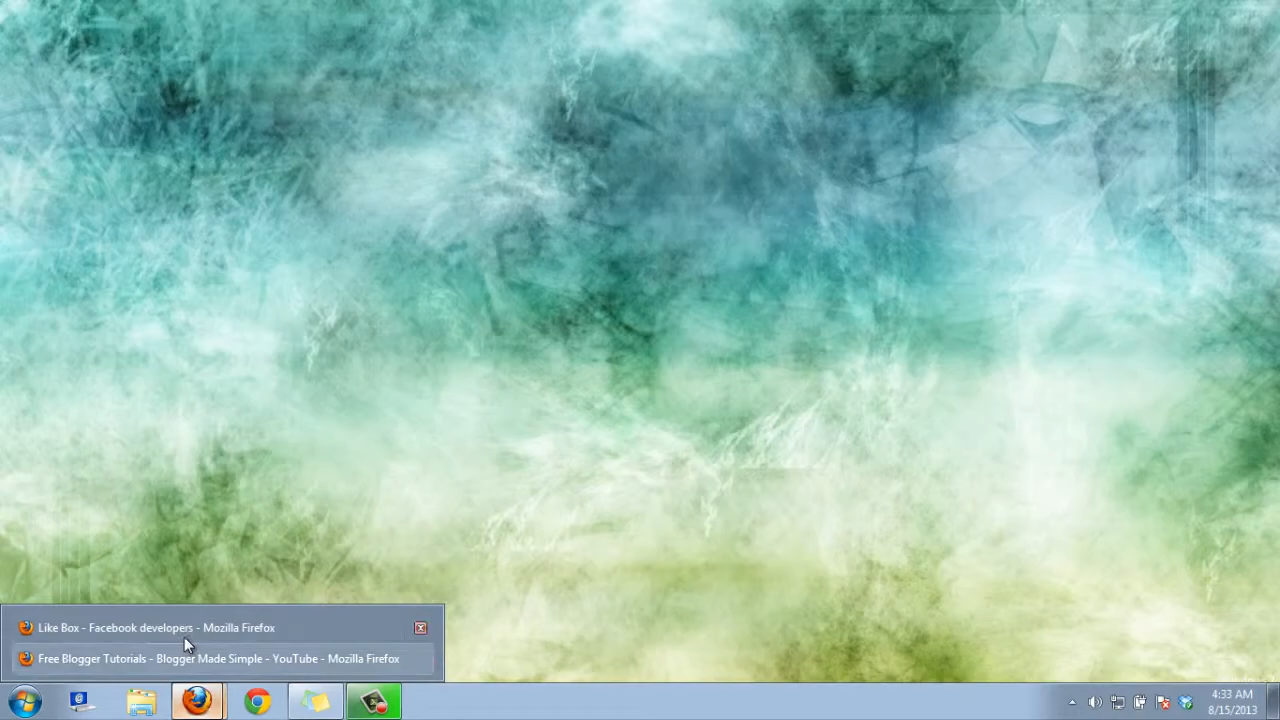 Like Box - Facebook developers - Mozilla Firefox
Free Blogger Tutorials - Blogger Made Simple - YouTube - Mozilla Firefox
4:33 AM
8/15/2013